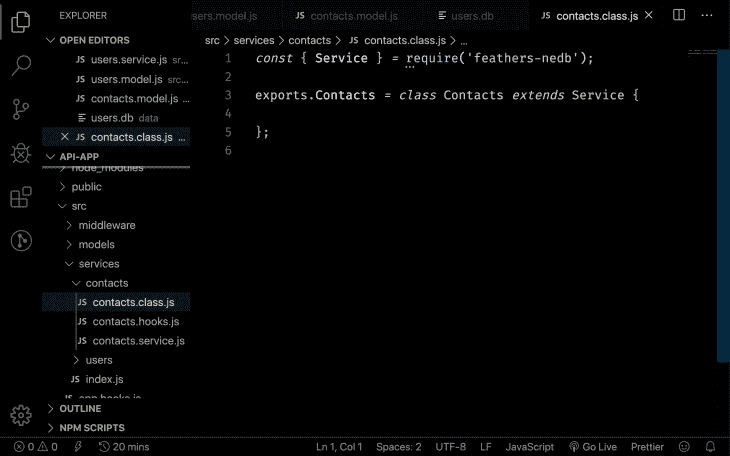 EXPLORER
sers.model.js
JS contacts.model.js
users.db
JS contacts.class.js
OPEN EDITORS
JS users.service.js sr...
JS users.model.js src...
JS contacts.model.js ...
users.db data
JS contacts.class.js ...
API-APP
node_modules
public
src
middleware
models
services
contacts
JS contacts.class.js
JS contacts.hooks.js
JS contacts.service.js
users
JS index.js
JS app.hooks.js
OUTLINE
NPM SCRIPTS
src > services > contacts > JS contacts.class.js > ...
1 const { Service } = require('feathers-nedb');
2
3 exports.Contacts = class Contacts extends Service {
4
5 };
6
0 0 20 mins Ln 1, Col 1 Spaces: 2 UTF-8 LF JavaScript Go Live Prettier